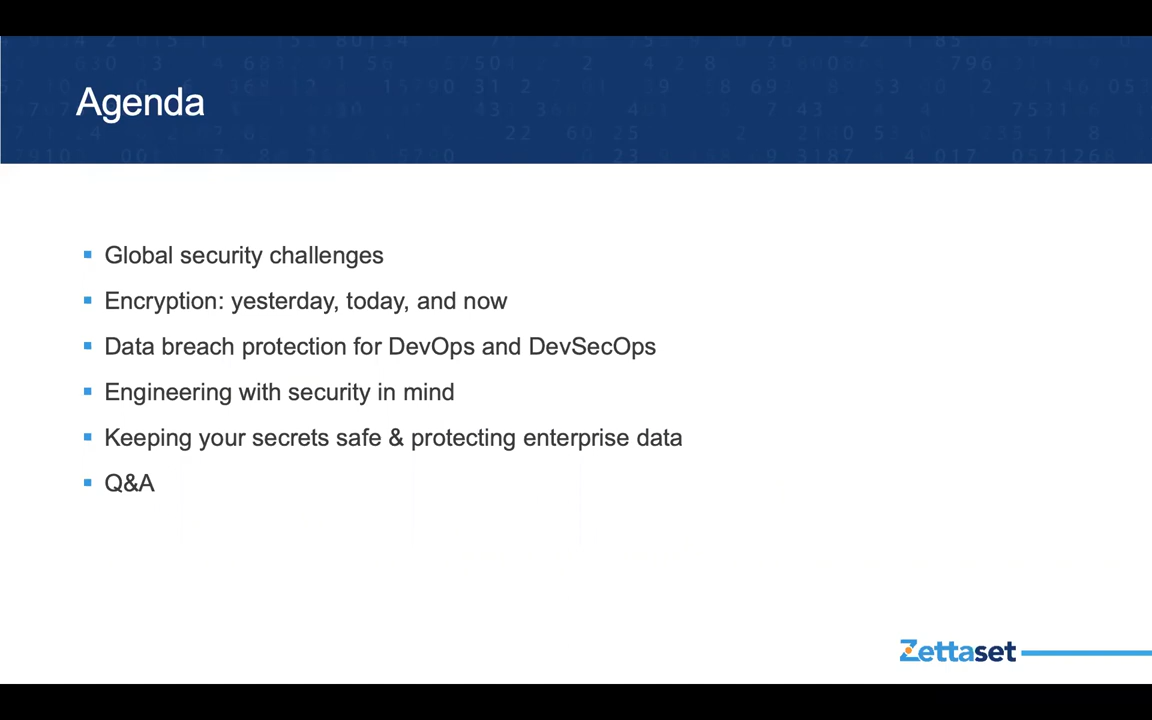 Agenda
Global security challenges
Encryption: yesterday, today, and now
Data breach protection for DevOps and DevSecOps
Engineering with security in mind
Keeping your secrets safe & protecting enterprise data
Q&A
Zettaset